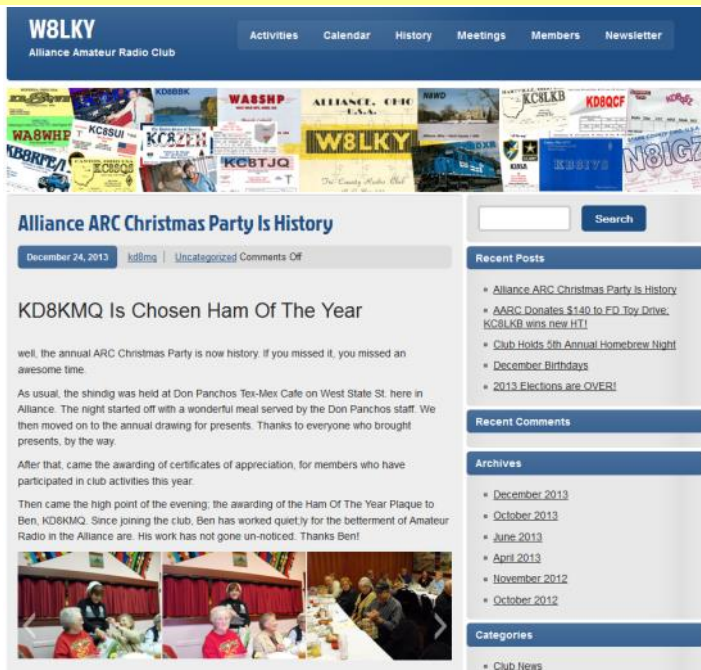 W8LKY
Alliance Amateur Radio Club
Activities Calendar History Meetings Members Newsletter
KD8BBK
WA8SHP
ALLIANCE, OHIO
U.S.A.
N8WD
KC8LKB
KD8QCF
WA8WHP
KC8SUI
KC8ZEH
W8LKY
DXB
KB8RFE/1
KC8TJQ
Tri County Radio Club
KB8IVS
N8IGZ
Alliance ARC Christmas Party Is History
December 24, 2013 kd8mq | Uncategorized Comments Off
KD8KMQ Is Chosen Ham Of The Year
well, the annual ARC Christmas Party is now history. If you missed it, you missed an
awesome time.
As usual, the shindig was held at Don Panchos Tex-Mex Cafe on West State St. here in
Alliance. The night started off with a wonderful meal served by the Don Panchos staff. We
then moved on to the annual drawing for presents. Thanks to everyone who brought
presents, by the way.
After that, came the awarding of certificates of appreciation, for members who have
participated in club activities this year.
Then came the high point of the evening; the awarding of the Ham Of The Year Plaque to
Ben, KD8KMQ. Since joining the club, Ben has worked quiet;ly for the betterment of Amateur
Radio in the Alliance are. His work has not gone un-noticed. Thanks Ben!
Search
Recent Posts
Alliance ARC Christmas Party Is History
AARC Donates $140 to FD Toy Drive;
KC8LKB wins new HT!
Club Holds 5th Annual Homebrew Night
December Birthdays
2013 Elections are OVER!
Recent Comments
Archives
December 2013
October 2013
June 2013
April 2013
November 2012
October 2012
Categories
Club News